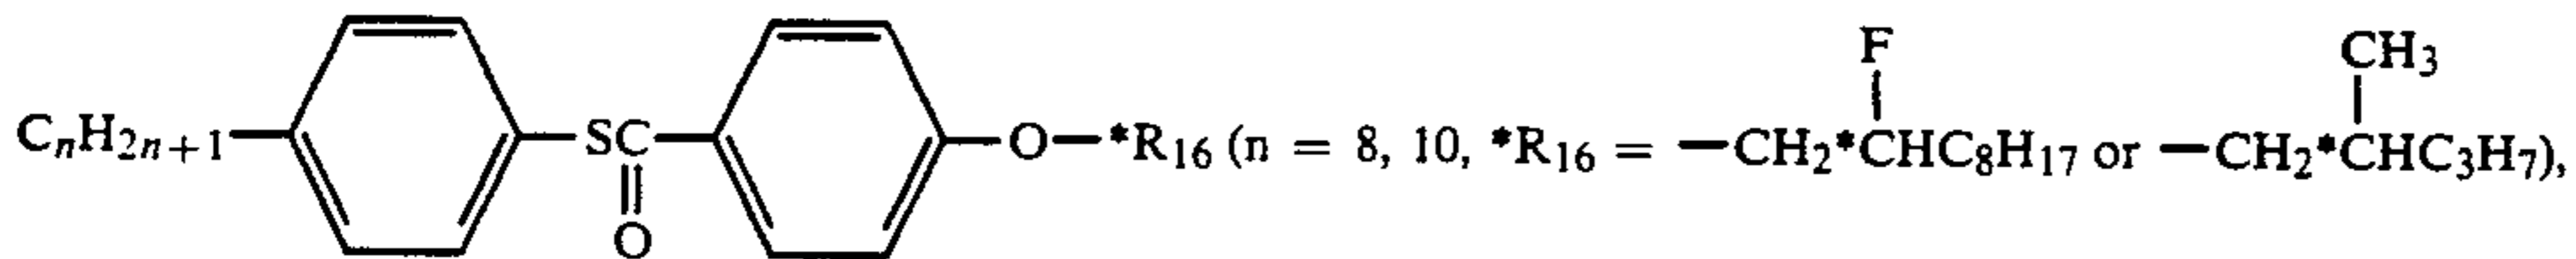 F CH₃
CₙH₂ₙ₊₁ SC O—*R₁₆ (n = 8, 10, *R₁₆ = —CH₂*CHC₈H₁₇ or —CH₂*CHC₃H₇),
O